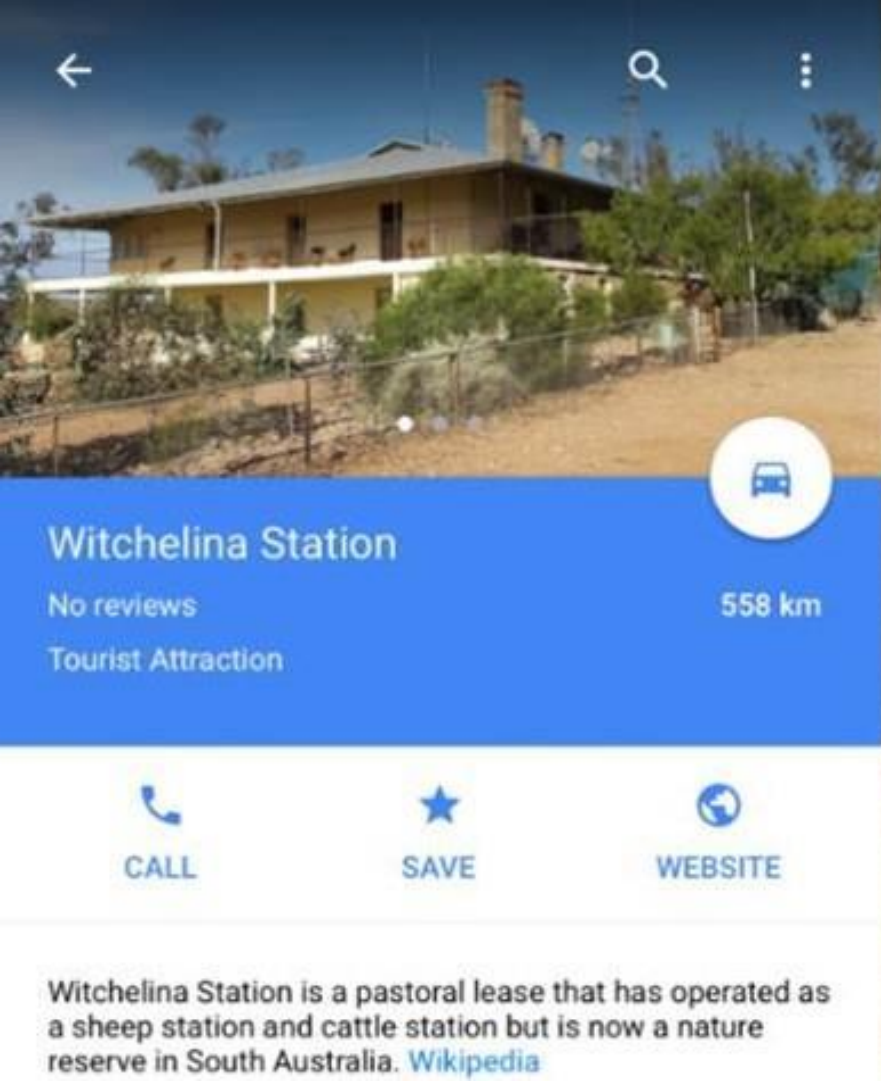 Witchelina Station
No reviews
558 km
Tourist Attraction
CALL
SAVE
WEBSITE
Witchelina Station is a pastoral lease that has operated as
a sheep station and cattle station but is now a nature
reserve in South Australia. Wikipedia